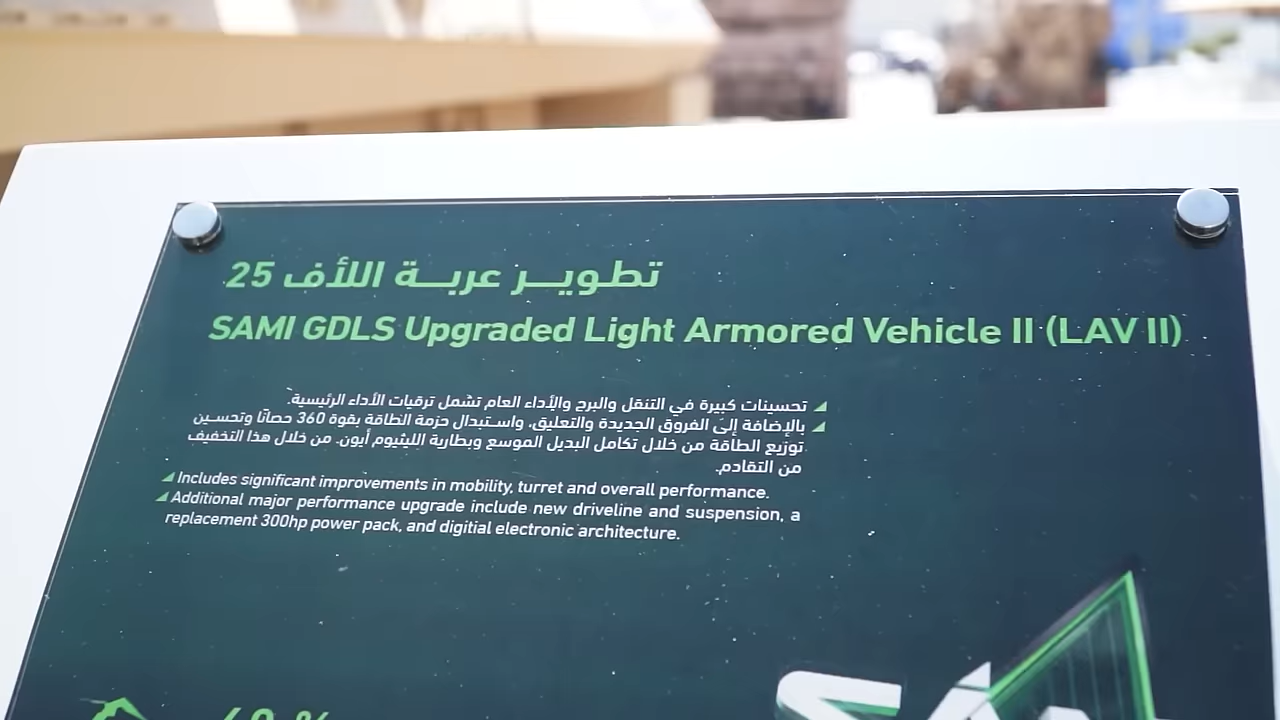 تطويــر عربــة اللأف 25
SAMI GDLS Upgraded Light Armored Vehicle II (LAV II)
تحسينات كبيرة في التنقل والبرج والأداء العام تشمل ترقيات الأداء الرئيسية.
بالإضافة إلى الفروق الجديدة والتعليق، واستبدال حزمة الطاقة بقوة 360 حصانًا وتحسين
توزيع الطاقة من خلال تكامل البديل الموسع وبطارية الليثيوم أيون. من خلال هذا التخفيف
من التقادم.
Includes significant improvements in mobility, turret and overall performance.
Additional major performance upgrade include new driveline and suspension, a
replacement 300hp power pack, and digitial electronic architecture.